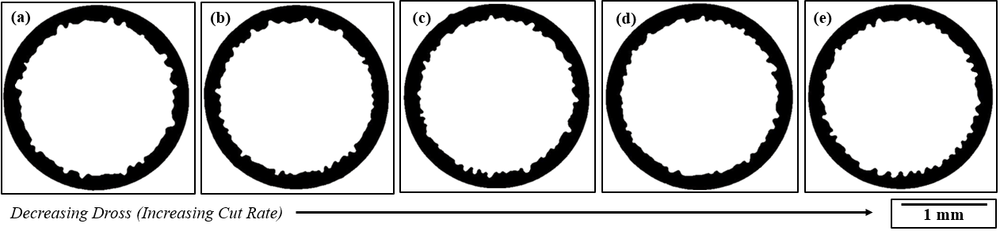 (a)
(b)
(c)
(d)
(e)
Decreasing Dross (Increasing Cut Rate)
1 mm